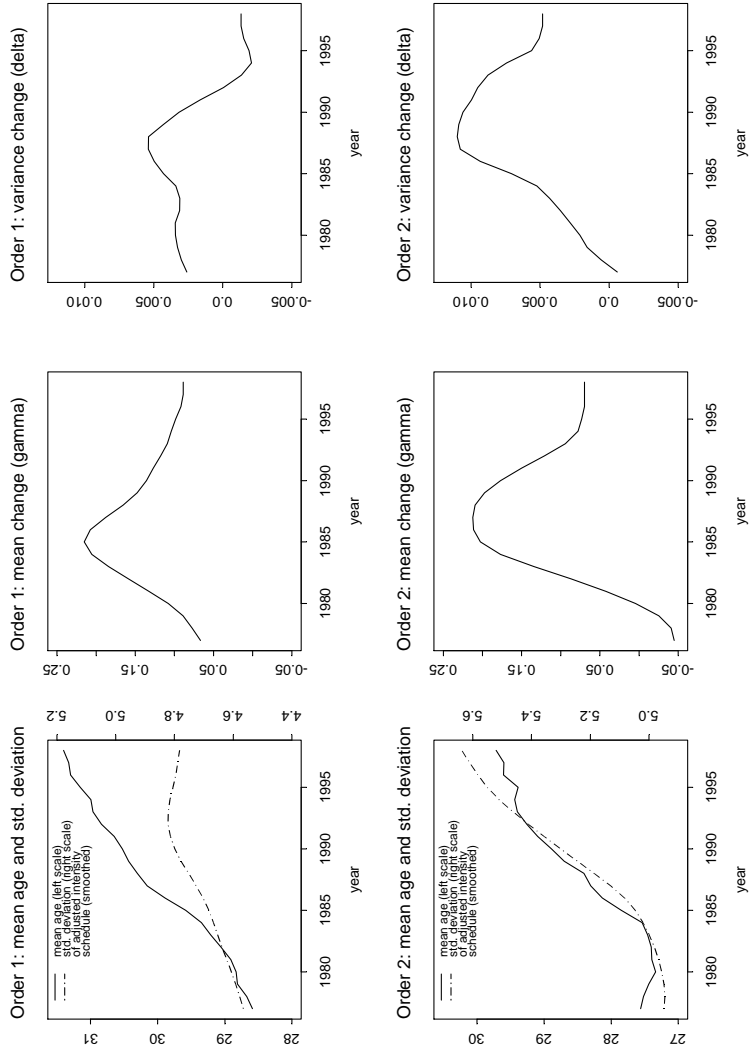 Order 1: mean age and std. deviation
mean age (left scale)
std. deviation (right scale)
of adjusted intensity
schedule (smoothed)
31
30
29
28
5.2
5.0
4.8
4.6
4.4
1980 1985 1990 1995
year
Order 1: mean change (gamma)
0.25
0.15
0.05
-0.05
1980 1985 1990 1995
year
Order 1: variance change (delta)
0.010
0.005
0.0
-0.005
1980 1985 1990 1995
year
Order 2: mean age and std. deviation
mean age (left scale)
std. deviation (right scale)
of adjusted intensity
schedule (smoothed)
30
29
28
27
5.6
5.4
5.2
5.0
1980 1985 1990 1995
year
Order 2: mean change (gamma)
0.25
0.15
0.05
-0.05
1980 1985 1990 1995
year
Order 2: variance change (delta)
0.010
0.005
0.0
-0.005
1980 1985 1990 1995
year